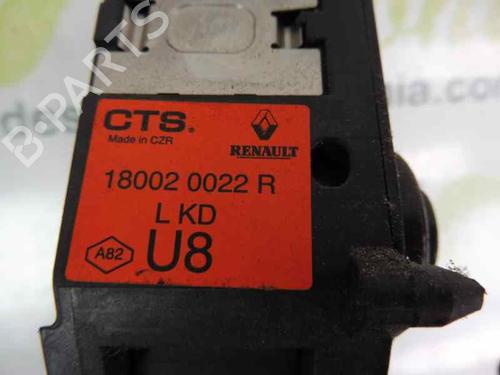 CTS.
Made in CZR
RENAULT
18002 0022 R
L KD
A82
U8
B-PARTS